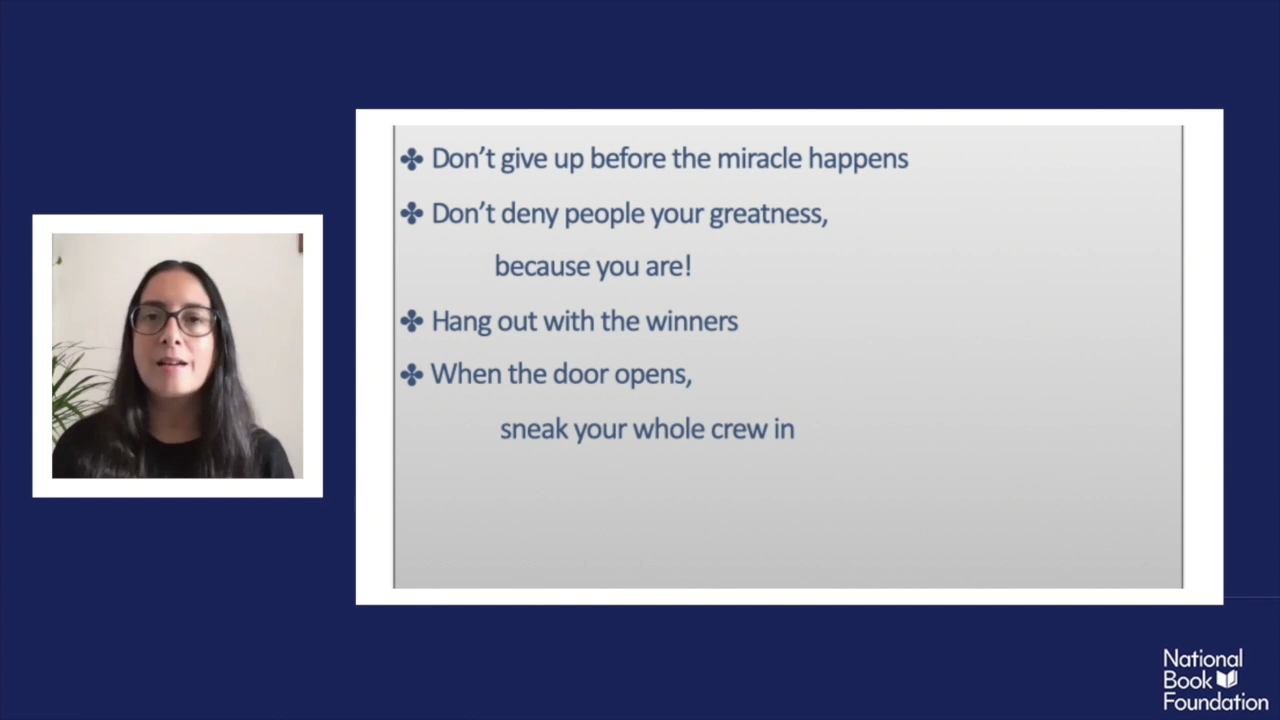 Don't give up before the miracle happens
Don't deny people your greatness,
because you are!
Hang out with the winners
When the door opens,
sneak your whole crew in
National
Book
Foundation